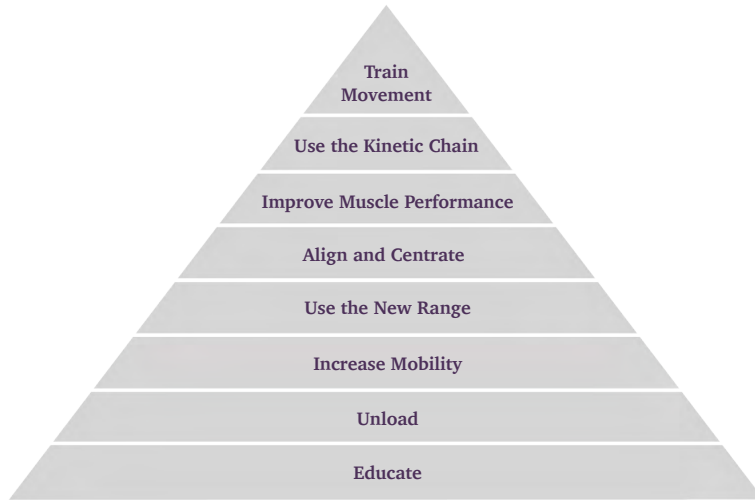 Train
Movement
Use the Kinetic Chain
Improve Muscle Performance
Align and Centrate
Use the New Range
Increase Mobility
Unload
Educate